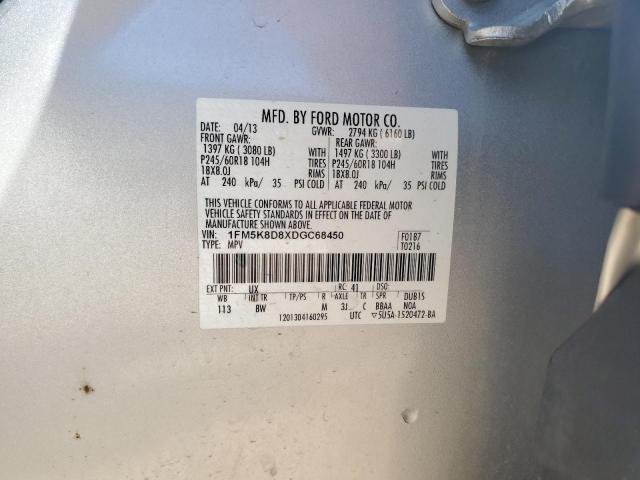 MFD. BY FORD MOTOR CO.
DATE: 04/13 GVWR: 2794 KG ( 6160 LB)
FRONT GAWR: REAR GAWR:
1397 KG ( 3080 LB) WITH 1497 KG ( 3300 LB) WITH
P245/60R18 104H TIRES P245/60R18 104H TIRES
18X8.0J RIMS 18X8.0J RIMS
AT 240 kPa/ 35 PSI COLD AT 240 kPa/ 35 PSI COLD
THIS VEHICLE CONFORMS TO ALL APPLICABLE FEDERAL MOTOR
VEHICLE SAFETY STANDARDS IN EFFECT ON THE DATE OF
MANUFACTURE SHOWN ABOVE.
VIN: 1FM5K8D8XDGC68450 F0187
TYPE: MPV T0216
EXT PNT: UX RC: 41 DSO:
WB INT TR TP/PS R AXLE TR SPR DUB1S
113 BW M 3J C BBAA NOA
1201304160295 UTC ▽5U5A-1520472-BA